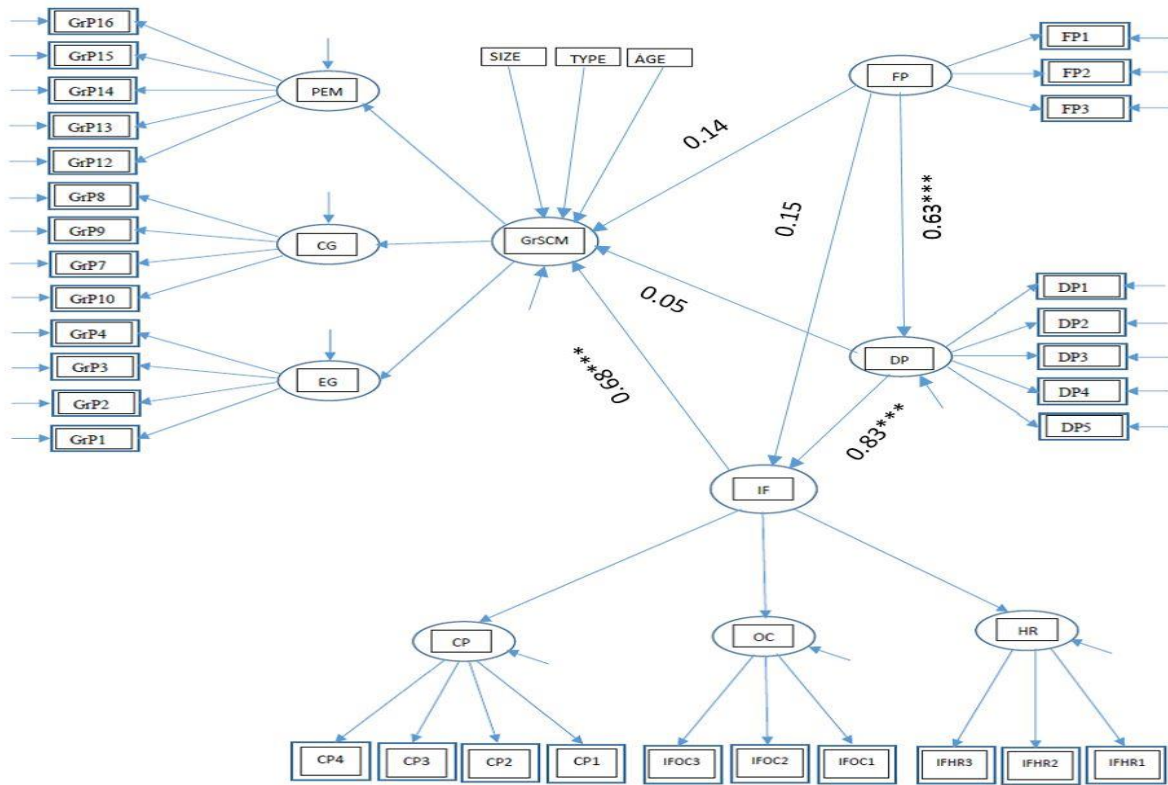 GrP16
GrP15
GrP14
GrP13
GrP12
GrP8
GrP9
GrP7
GrP10
GrP4
GrP3
GrP2
GrP1
PEM
CG
EG
SIZE
TYPE
AGE
GrSCM
FP
FP1
FP2
FP3
0.14
0.15
0.63***
0.05
0.68***
0.83***
DP
DP1
DP2
DP3
DP4
DP5
IF
CP
OC
HR
CP4
CP3
CP2
CP1
IFOC3
IFOC2
IFOC1
IFHR3
IFHR2
IFHR1